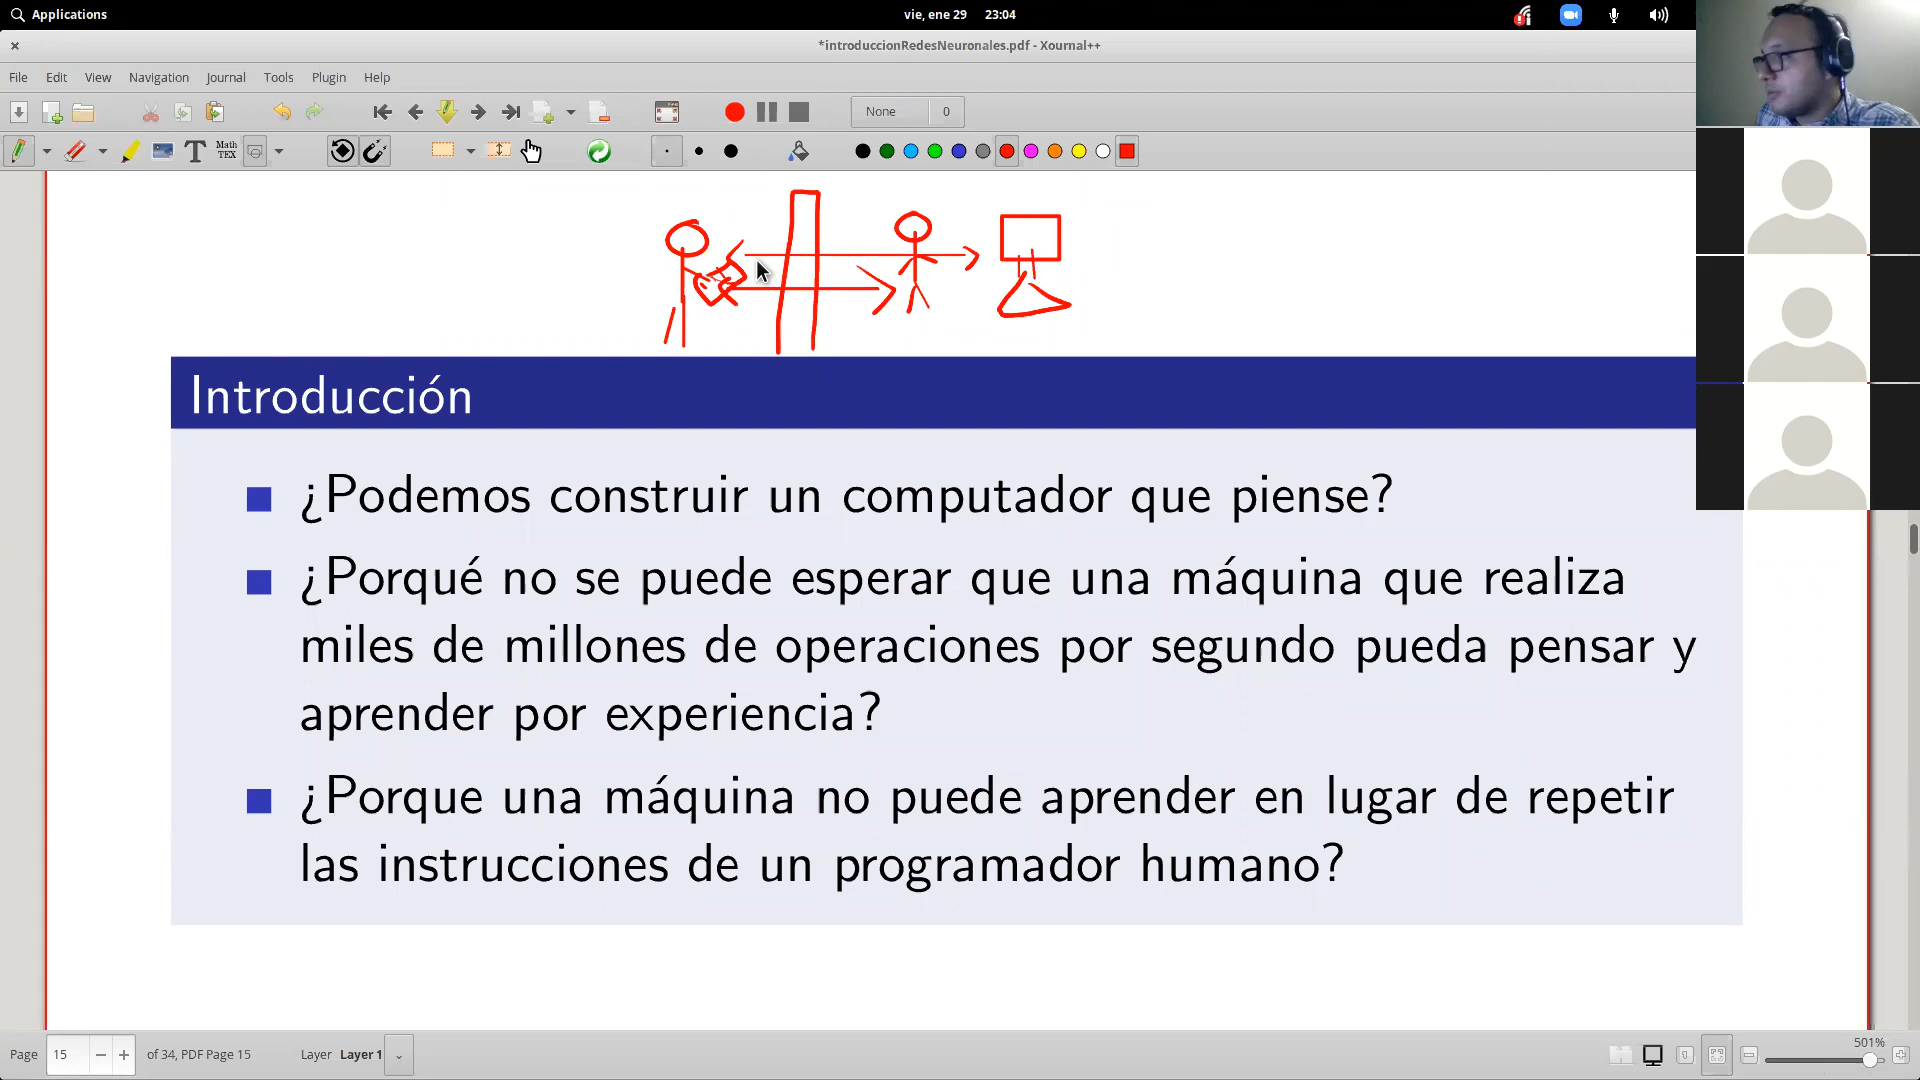 Applications
vie, ene 29 23:04
*introduccionRedesNeuronales.pdf - Xournal++
File Edit View Navigation Journal Tools Plugin Help
None 0
T Math TEX
Introducción
¿Podemos construir un computador que piense?
¿Porqué no se puede esperar que una máquina que realiza
miles de millones de operaciones por segundo pueda pensar y
aprender por experiencia?
¿Porque una máquina no puede aprender en lugar de repetir
las instrucciones de un programador humano?
Page 15 of 34, PDF Page 15 Layer Layer 1 501%